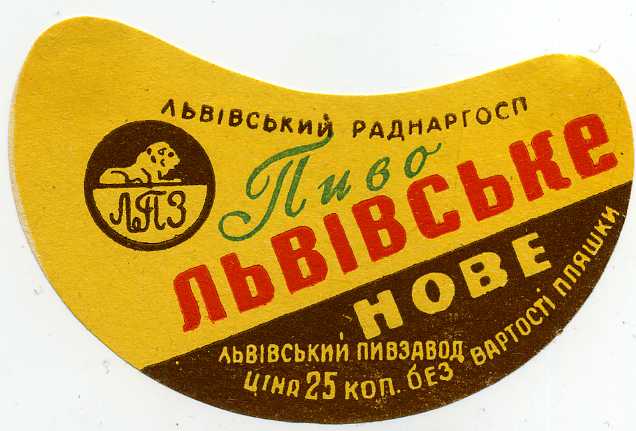 ЛЬВІВСЬКИЙ РАДНАРГОСП
ЛПЗ
Пиво
ЛЬВІВСЬКЕ
НОВЕ
ЛЬВІВСЬКИЙ ПИВЗАВОД
ЦІНА 25 КОП. БЕЗ ВАРТОСТІ ПЛЯШКИ